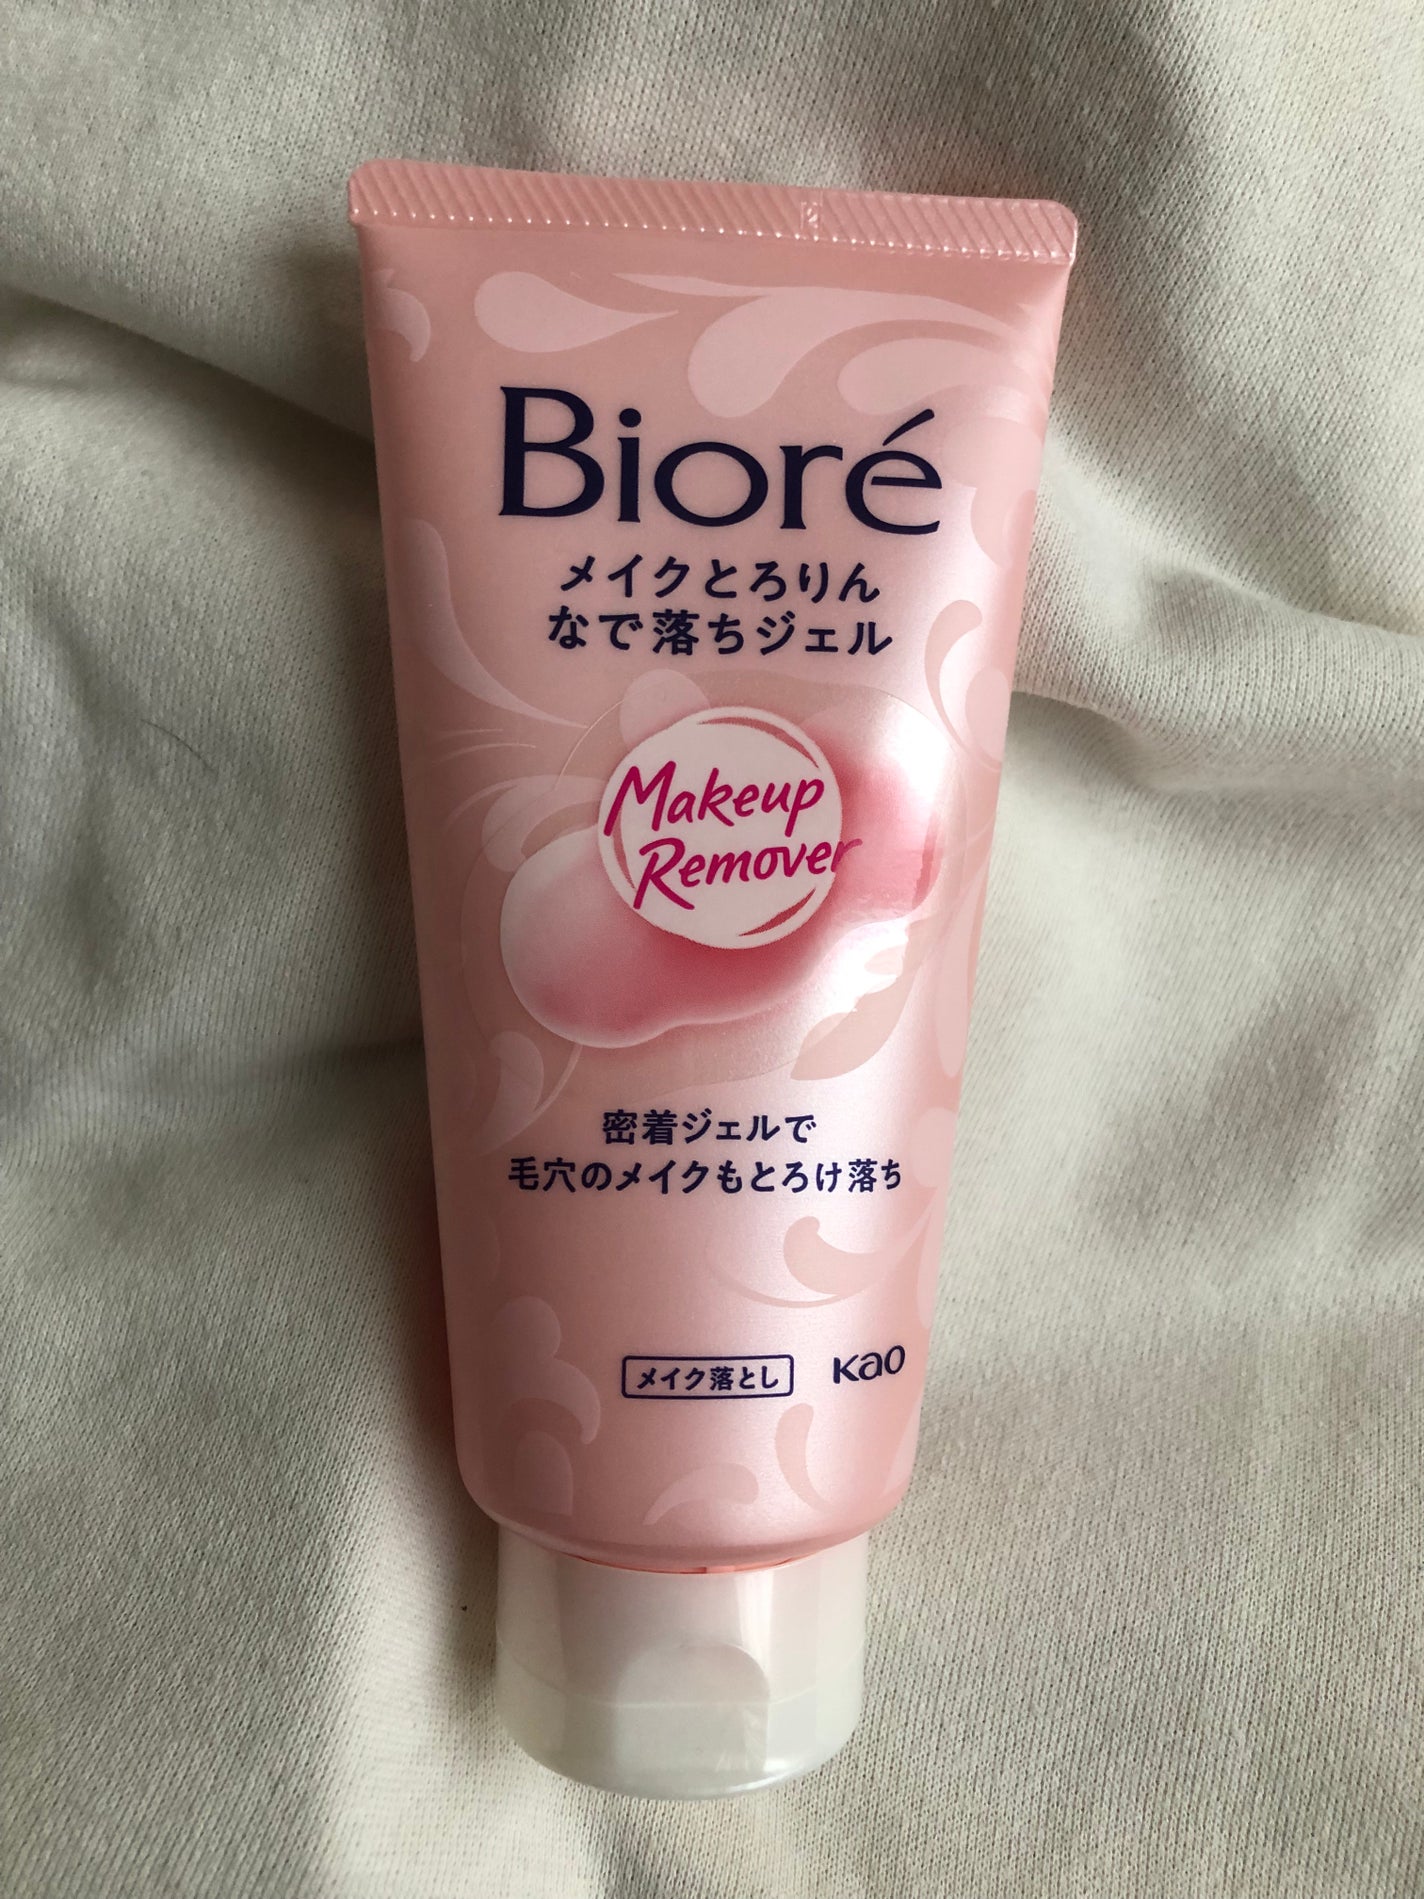 Bioré
メイクとろりん
なで落ちジェル
Makeup
Remover
密着ジェルで
毛穴のメイクもとろけ落ち
メイク落とし
Kao